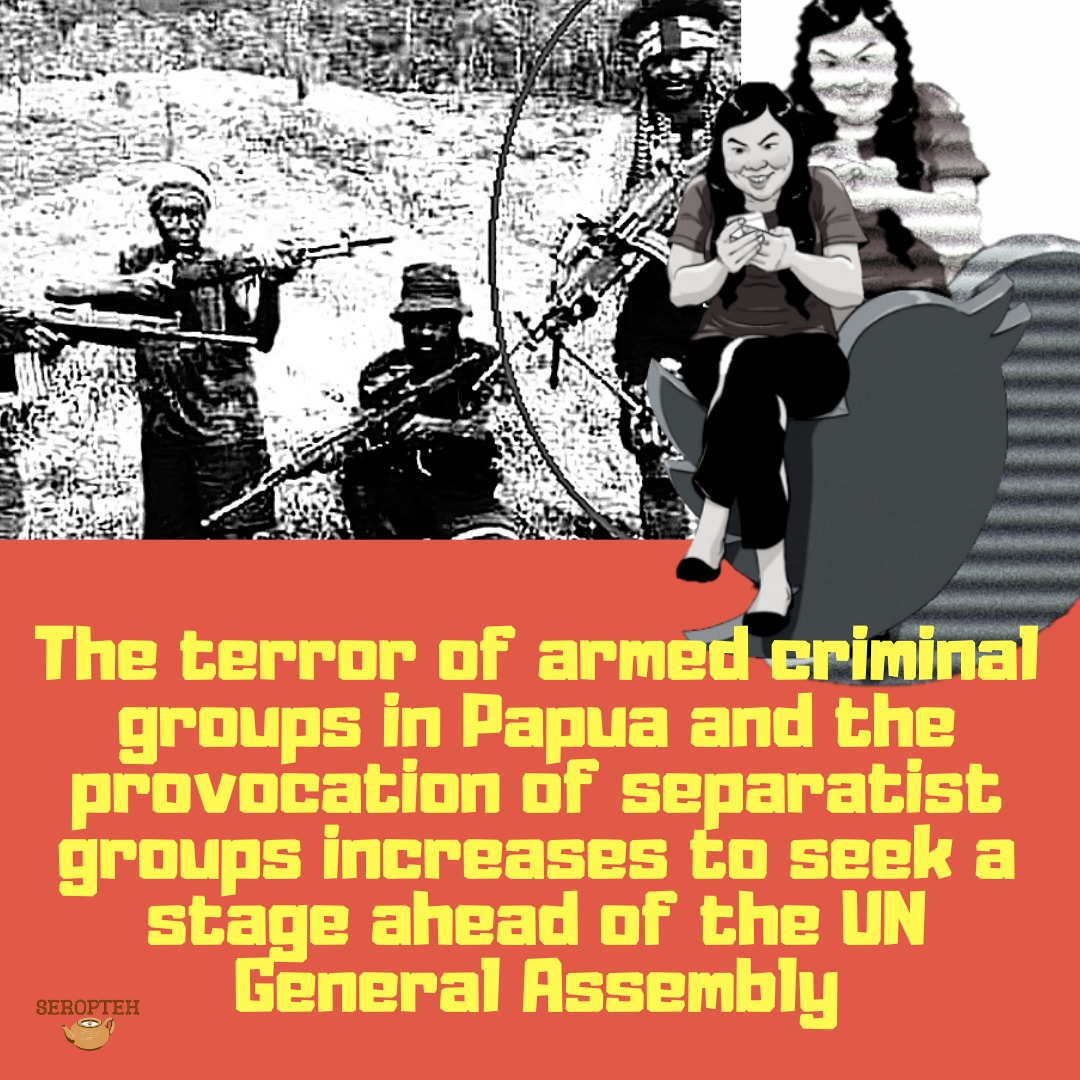 The terror of armed criminal
groups in Papua and the
provocation of separatist
groups increases to seek a
stage ahead of the UN
General Assembly
SEROPTEH